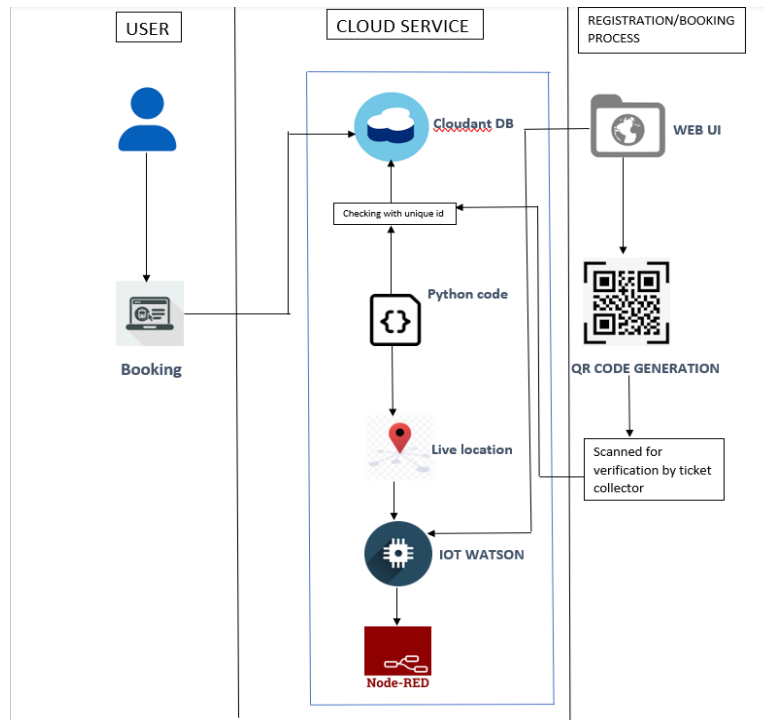 USER
CLOUD SERVICE
REGISTRATION/BOOKING
PROCESS
Cloudant DB
WEB UI
Checking with unique id
Python code
{}
Booking
QR CODE GENERATION
Live location
Scanned for
verification by ticket
collector
IOT WATSON
Node-RED